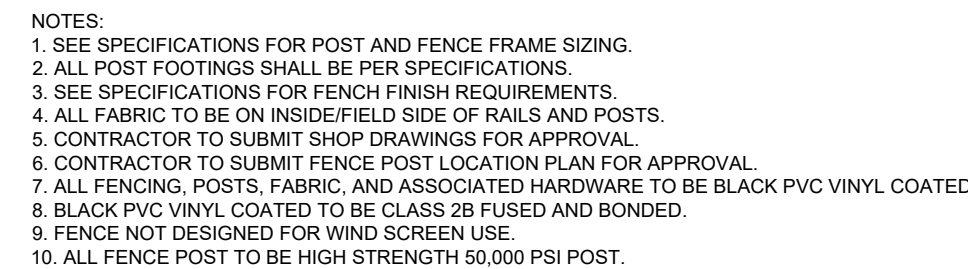 NOTES:
1. SEE SPECIFICATIONS FOR POST AND FENCE FRAME SIZING.
2. ALL POST FOOTINGS SHALL BE PER SPECIFICATIONS.
3. SEE SPECIFICATIONS FOR FENCH FINISH REQUIREMENTS.
4. ALL FABRIC TO BE ON INSIDE/FIELD SIDE OF RAILS AND POSTS.
5. CONTRACTOR TO SUBMIT SHOP DRAWINGS FOR APPROVAL.
6. CONTRACTOR TO SUBMIT FENCE POST LOCATION PLAN FOR APPROVAL.
7. ALL FENCING, POSTS, FABRIC, AND ASSOCIATED HARDWARE TO BE BLACK PVC VINYL COATED
8. BLACK PVC VINYL COATED TO BE CLASS 2B FUSED AND BONDED.
9. FENCE NOT DESIGNED FOR WIND SCREEN USE.
10. ALL FENCE POST TO BE HIGH STRENGTH 50,000 PSI POST.